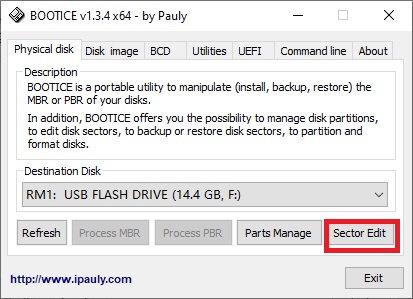 BOOTICE v1.3.4 x64 - by Pauly
Physical disk Disk image BCD Utilities UEFI Command line About
Description
BOOTICE is a portable utility to manipulate (install, backup, restore) the
MBR or PBR of your disks.
In addition, BOOTICE offers you the possibility to manage disk partitions,
to edit disk sectors, to backup or restore disk sectors, to partition and
format disks.
Destination Disk
RM1: USB FLASH DRIVE (14.4 GB, F:)
Refresh Process MBR Process PBR Parts Manage Sector Edit
http://www.ipauly.com Exit